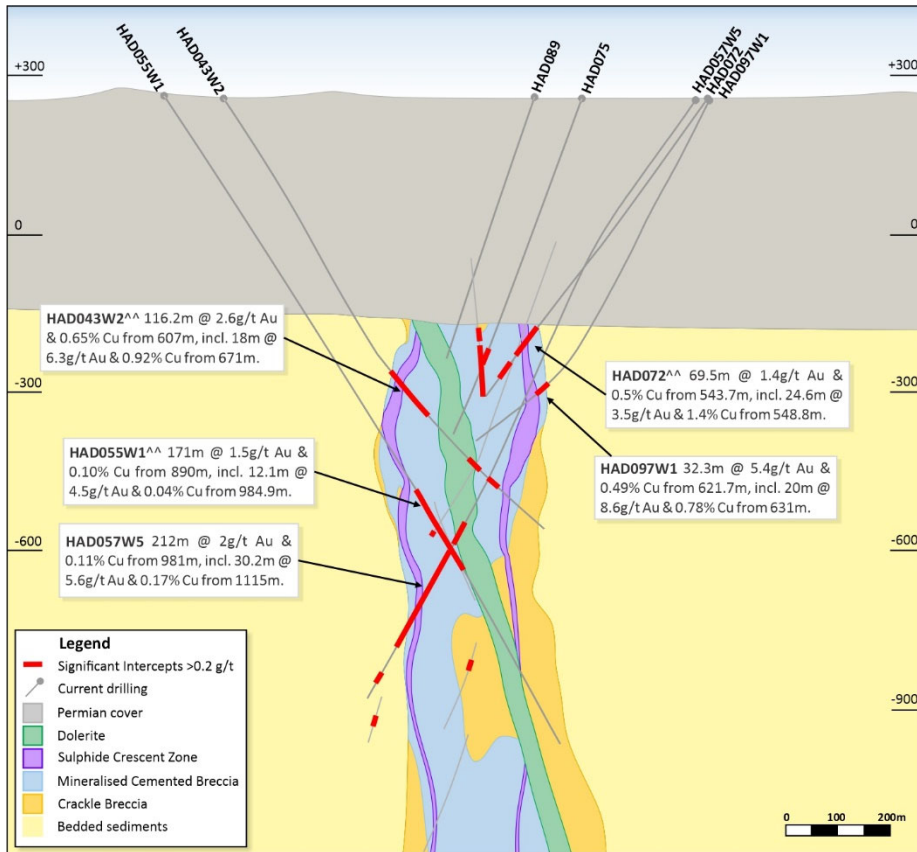 HAD055W1
HAD043W2
HAD089
HAD075
HAD057W5
HAD072
HAD097W1
+300
+300
0
0
HAD043W2^^ 116.2m @ 2.6g/t Au
& 0.65% Cu from 607m, incl. 18m @
6.3g/t Au & 0.92% Cu from 671m.
-300
-300
HAD072^^ 69.5m @ 1.4g/t Au &
0.5% Cu from 543.7m, incl. 24.6m @
3.5g/t Au & 1.4% Cu from 548.8m.
HAD055W1^^ 171m @ 1.5g/t Au &
0.10% Cu from 890m, incl. 12.1m @
4.5g/t Au & 0.04% Cu from 984.9m.
HAD097W1 32.3m @ 5.4g/t Au &
0.49% Cu from 621.7m, incl. 20m @
8.6g/t Au & 0.78% Cu from 631m.
HAD057W5 212m @ 2g/t Au &
0.11% Cu from 981m, incl. 30.2m @
5.6g/t Au & 0.17% Cu from 1115m.
-600
-600
Legend
Significant Intercepts >0.2 g/t
Current drilling
Permian cover
Dolerite
Sulphide Crescent Zone
Mineralised Cemented Breccia
Crackle Breccia
Bedded sediments
-900
0 100 200m